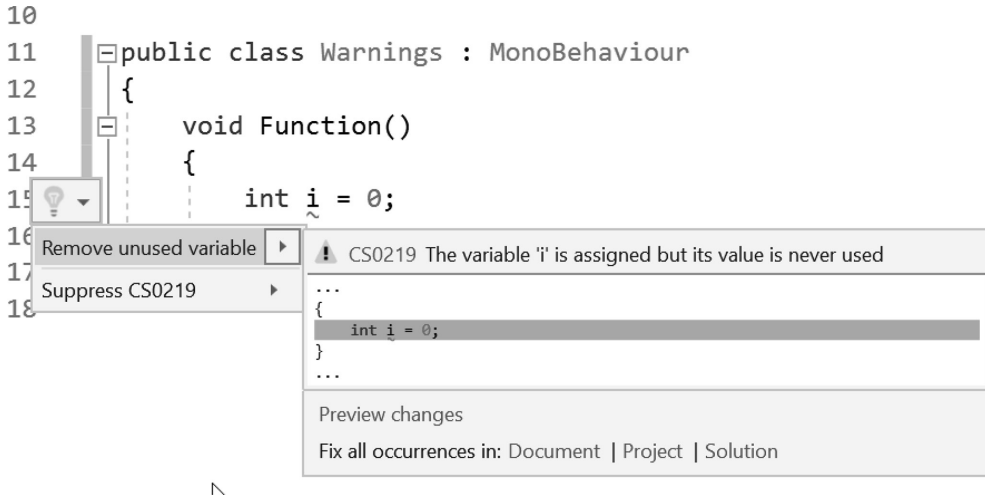 10
11 public class Warnings : MonoBehaviour
12 {
13 void Function()
14 {
15 int i = 0;
16
Remove unused variable
17
Suppress CS0219
18
CS0219 The variable 'i' is assigned but its value is never used
...
{
int i = 0;
}
...
Preview changes
Fix all occurrences in: Document | Project | Solution